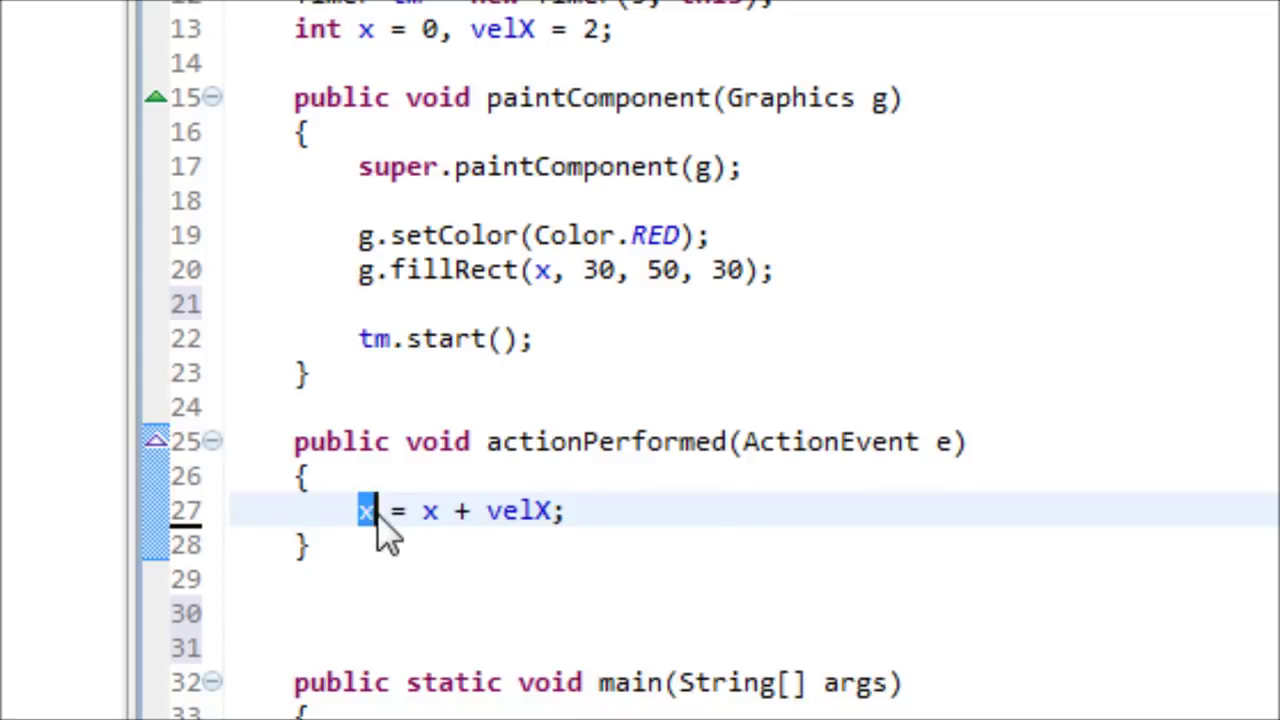 13 int x = 0, velX = 2;
14
15 public void paintComponent(Graphics g)
16 {
17 super.paintComponent(g);
18
19 g.setColor(Color.RED);
20 g.fillRect(x, 30, 50, 30);
21
22 tm.start();
23 }
24
25 public void actionPerformed(ActionEvent e)
26 {
27 x = x + velX;
28 }
29
30
31
32 public static void main(String[] args)
33 {